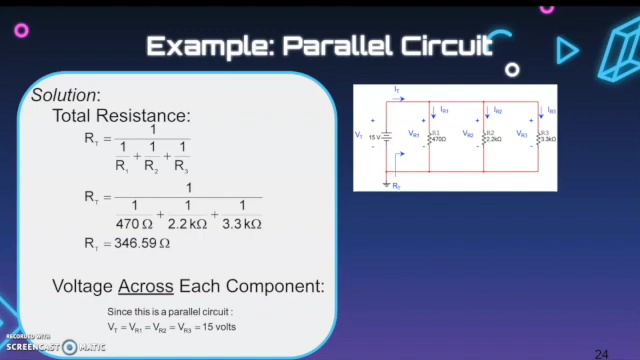 Example: Parallel Circuit
Solution:
Total Resistance:
R_T = 1 / (1/R_1 + 1/R_2 + 1/R_3)
R_T = 1 / (1/470 Ω + 1/2.2 kΩ + 1/3.3 kΩ)
R_T = 346.59 Ω
Voltage Across Each Component:
Since this is a parallel circuit :
V_T = V_R1 = V_R2 = V_R3 = 15 volts
I_T
I_R1 I_R2 I_R3
+ + + +
V_T 15 V V_R1 R1 470Ω V_R2 R2 2.2kΩ V_R3 R3 3.3kΩ
- - - -
R_T
RECORDED WITH
SCREENCAST MATIC
24